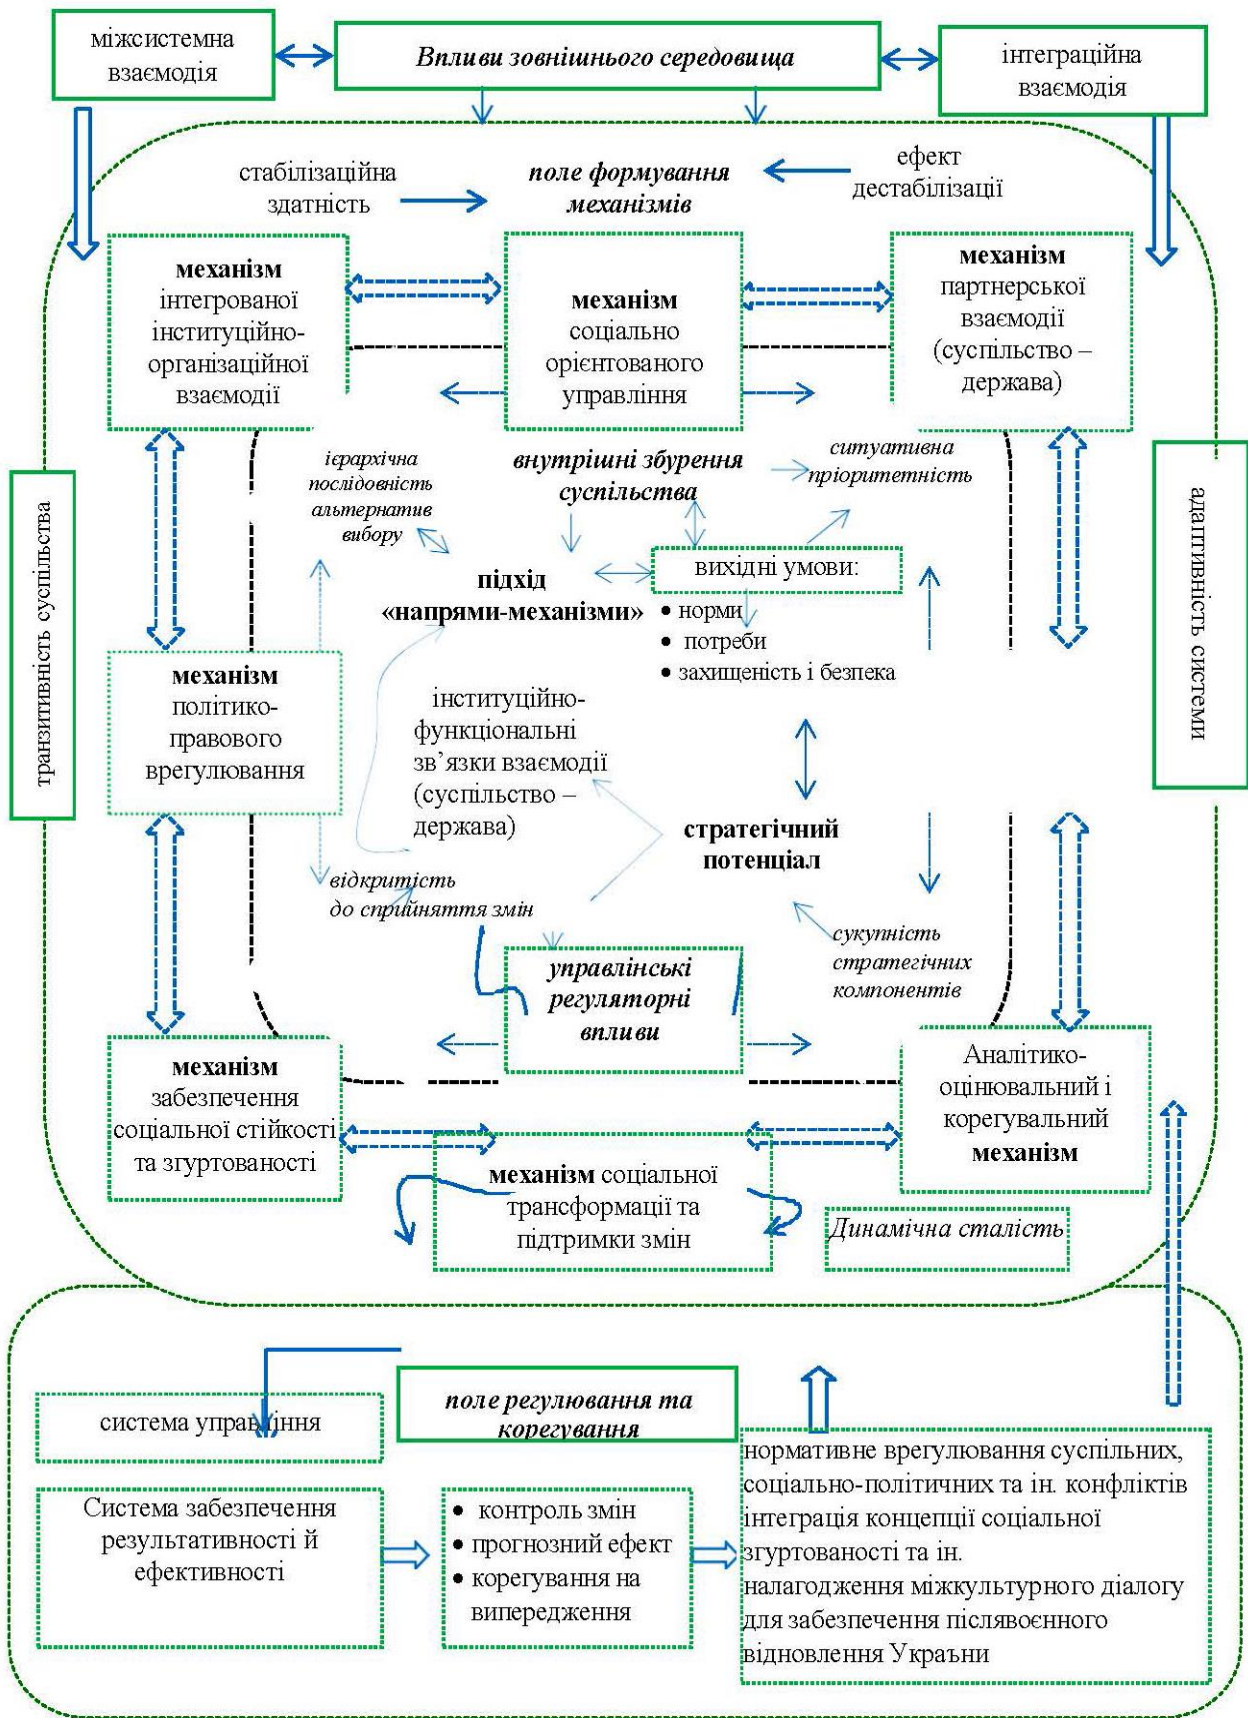 міжсистемна
взаємодія
Впливи зовнішнього середовища
інтеграційна
взаємодія
стабілізаційна
здатність
поле формування
механізмів
ефект
дестабілізації
механізм
інтегрованої
інституційно-
організаційної
взаємодії
механізм
соціально
орієнтованого
управління
механізм
партнерської
взаємодії
(суспільство –
держава)
транзитивність суспільства
адаптивність системи
ієрархічна
послідовність
альтернатив
вибору
внутрішні збурення
суспільства
ситуативна
пріоритетність
підхід
«напрями-механізми»
вихідні умови:
• норми
• потреби
• захищеність і безпека
механізм
політико-
правового
врегулювання
інституційно-
функціональні
зв’язки взаємодії
(суспільство –
держава)
стратегічний
потенціал
відкритість
до сприйняття змін
сукупність
стратегічних
компонентів
управлінські
регуляторні
впливи
механізм
забезпечення
соціальної стійкості
та згуртованості
Аналітико-
оцінювальний і
корегувальний
механізм
механізм соціальної
трансформації та
підтримки змін
Динамічна сталість
поле регулювання та
корегування
система управління
Система забезпечення
результативності й
ефективності
• контроль змін
• прогнозний ефект
• корегування на
випередження
нормативне врегулювання суспільних,
соціально-політичних та ін. конфліктів
інтеграція концепції соціальної
згуртованості та ін.
налагодження міжкультурного діалогу
для забезпечення післявоєнного
відновлення Украъни